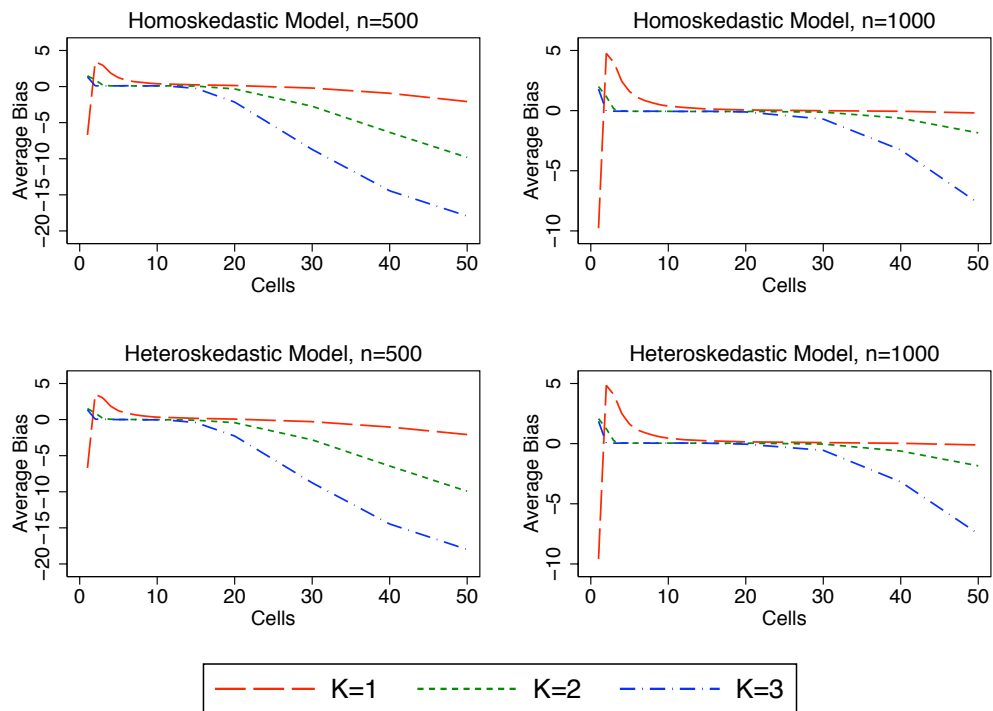 Homoskedastic Model, n=500
Average Bias
5
0
−5
−10
−15
−20
0 10 20 30 40 50
Cells
Homoskedastic Model, n=1000
Average Bias
5
0
−5
−10
0 10 20 30 40 50
Cells
Heteroskedastic Model, n=500
Average Bias
5
0
−5
−10
−15
−20
0 10 20 30 40 50
Cells
Heteroskedastic Model, n=1000
Average Bias
5
0
−5
−10
0 10 20 30 40 50
Cells
K=1 K=2 K=3